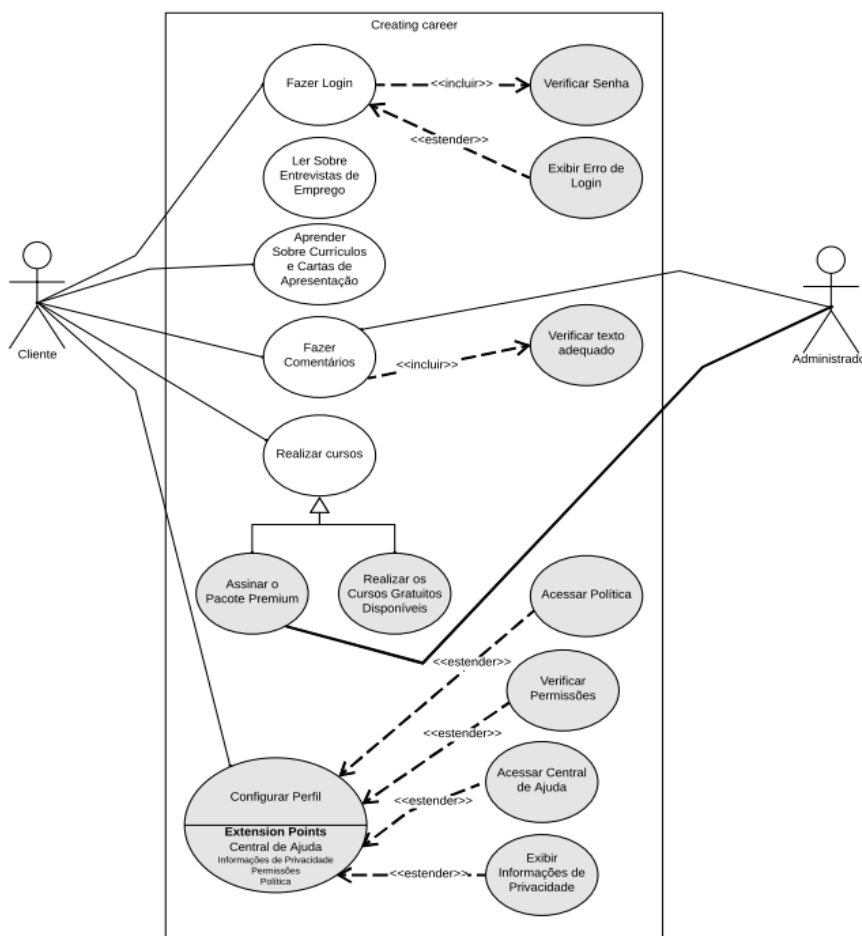 Creating career
Fazer Login
<<incluir>>
Verificar Senha
<<estender>>
Ler Sobre
Entrevistas de
Emprego
Exibir Erro de
Login
Aprender
Sobre Currículos
e Cartas de
Apresentação
Cliente
Administrado
Fazer
Comentários
<<incluir>>
Verificar texto
adequado
Realizar cursos
Assinar o
Pacote Premium
Realizar os
Cursos Gratuitos
Disponíveis
Acessar Política
<<estender>>
Verificar
Permissões
<<estender>>
Acessar Central
de Ajuda
<<estender>>
Configurar Perfil
Extension Points
Central de Ajuda
Informações de Privacidade
Permissões
Política
<<estender>>
Exibir
Informações de
Privacidade